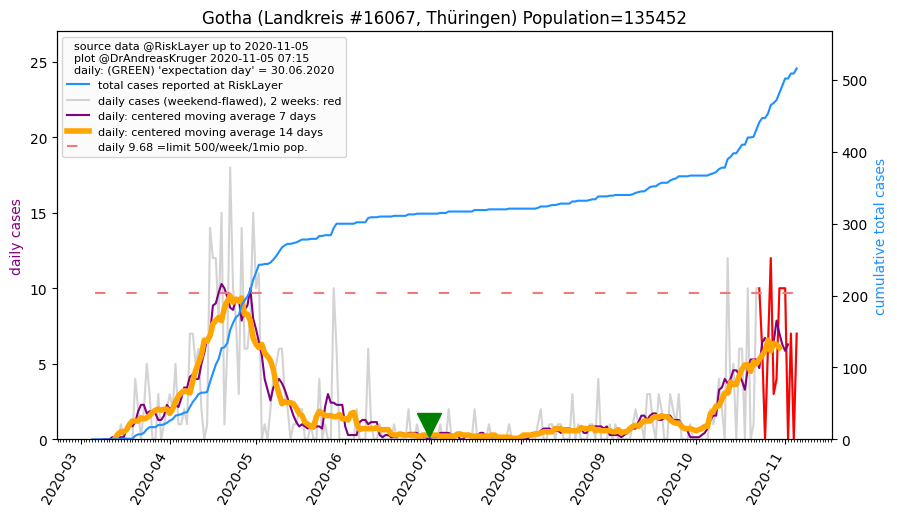 Gotha (Landkreis #16067, Thüringen) Population=135452
source data @RiskLayer up to 2020-11-05
plot @DrAndreasKruger 2020-11-05 07:15
daily: (GREEN) 'expectation day' = 30.06.2020
total cases reported at RiskLayer
daily cases (weekend-flawed), 2 weeks: red
daily: centered moving average 7 days
daily: centered moving average 14 days
daily 9.68 =limit 500/week/1mio pop.
daily cases
25
20
15
10
5
0
cumulative total cases
500
400
300
200
100
0
2020-03
2020-04
2020-05
2020-06
2020-07
2020-08
2020-09
2020-10
2020-11